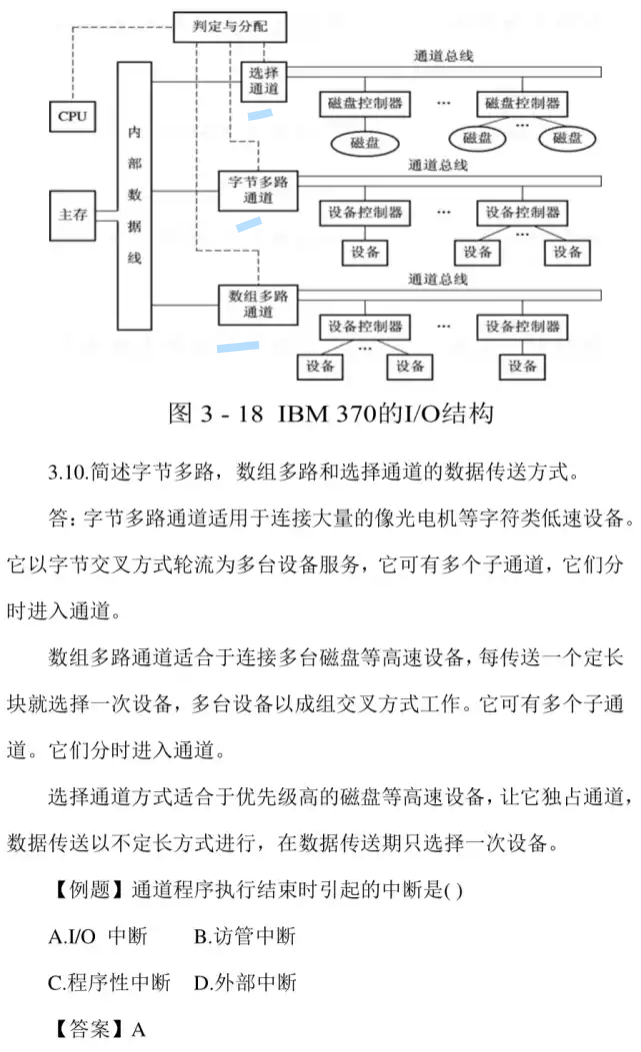 判定与分配
通道总线
选择
通道
CPU
磁盘控制器 … 磁盘控制器
内部数据线
磁盘 磁盘 … 磁盘
通道总线
字节多路
通道
主存
设备控制器 … 设备控制器
设备 设备 … 设备
通道总线
数组多路
通道
设备控制器 … 设备控制器
设备 … 设备 设备
图 3 - 18 IBM 370的I/O结构
3.10.简述字节多路，数组多路和选择通道的数据传送方式。
答：字节多路通道适用于连接大量的像光电机等字符类低速设备。
它以字节交叉方式轮流为多台设备服务，它可有多个子通道，它们分
时进入通道。
数组多路通道适合于连接多台磁盘等高速设备，每传送一个定长
块就选择一次设备，多台设备以成组交叉方式工作。它可有多个子通
道。它们分时进入通道。
选择通道方式适合于优先级高的磁盘等高速设备，让它独占通道，
数据传送以不定长方式进行，在数据传送期只选择一次设备。
【例题】通道程序执行结束时引起的中断是( )
A.I/O 中断 B.访管中断
C.程序性中断 D.外部中断
【答案】A